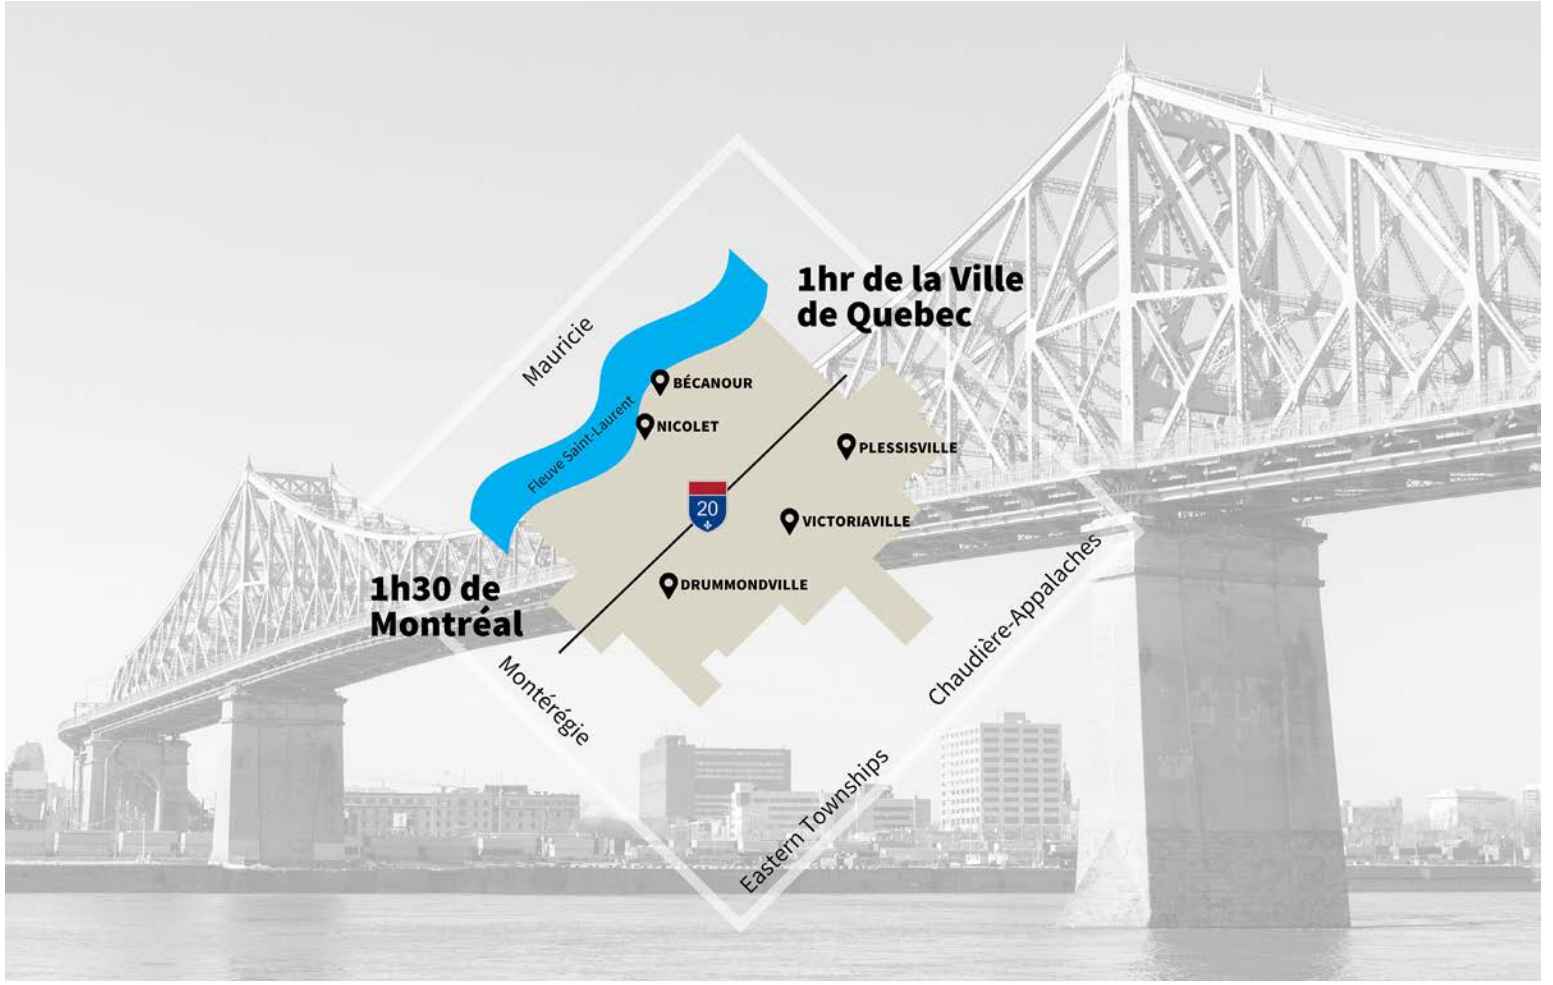 1hr de la Ville
de Quebec
Mauricie
BÉCANOUR
Fleuve Saint-Laurent
NICOLET
PLESSISVILLE
20
VICTORIAVILLE
1h30 de
Montréal
DRUMMONDVILLE
Montérégie
Chaudière-Appalaches
Eastern Townships